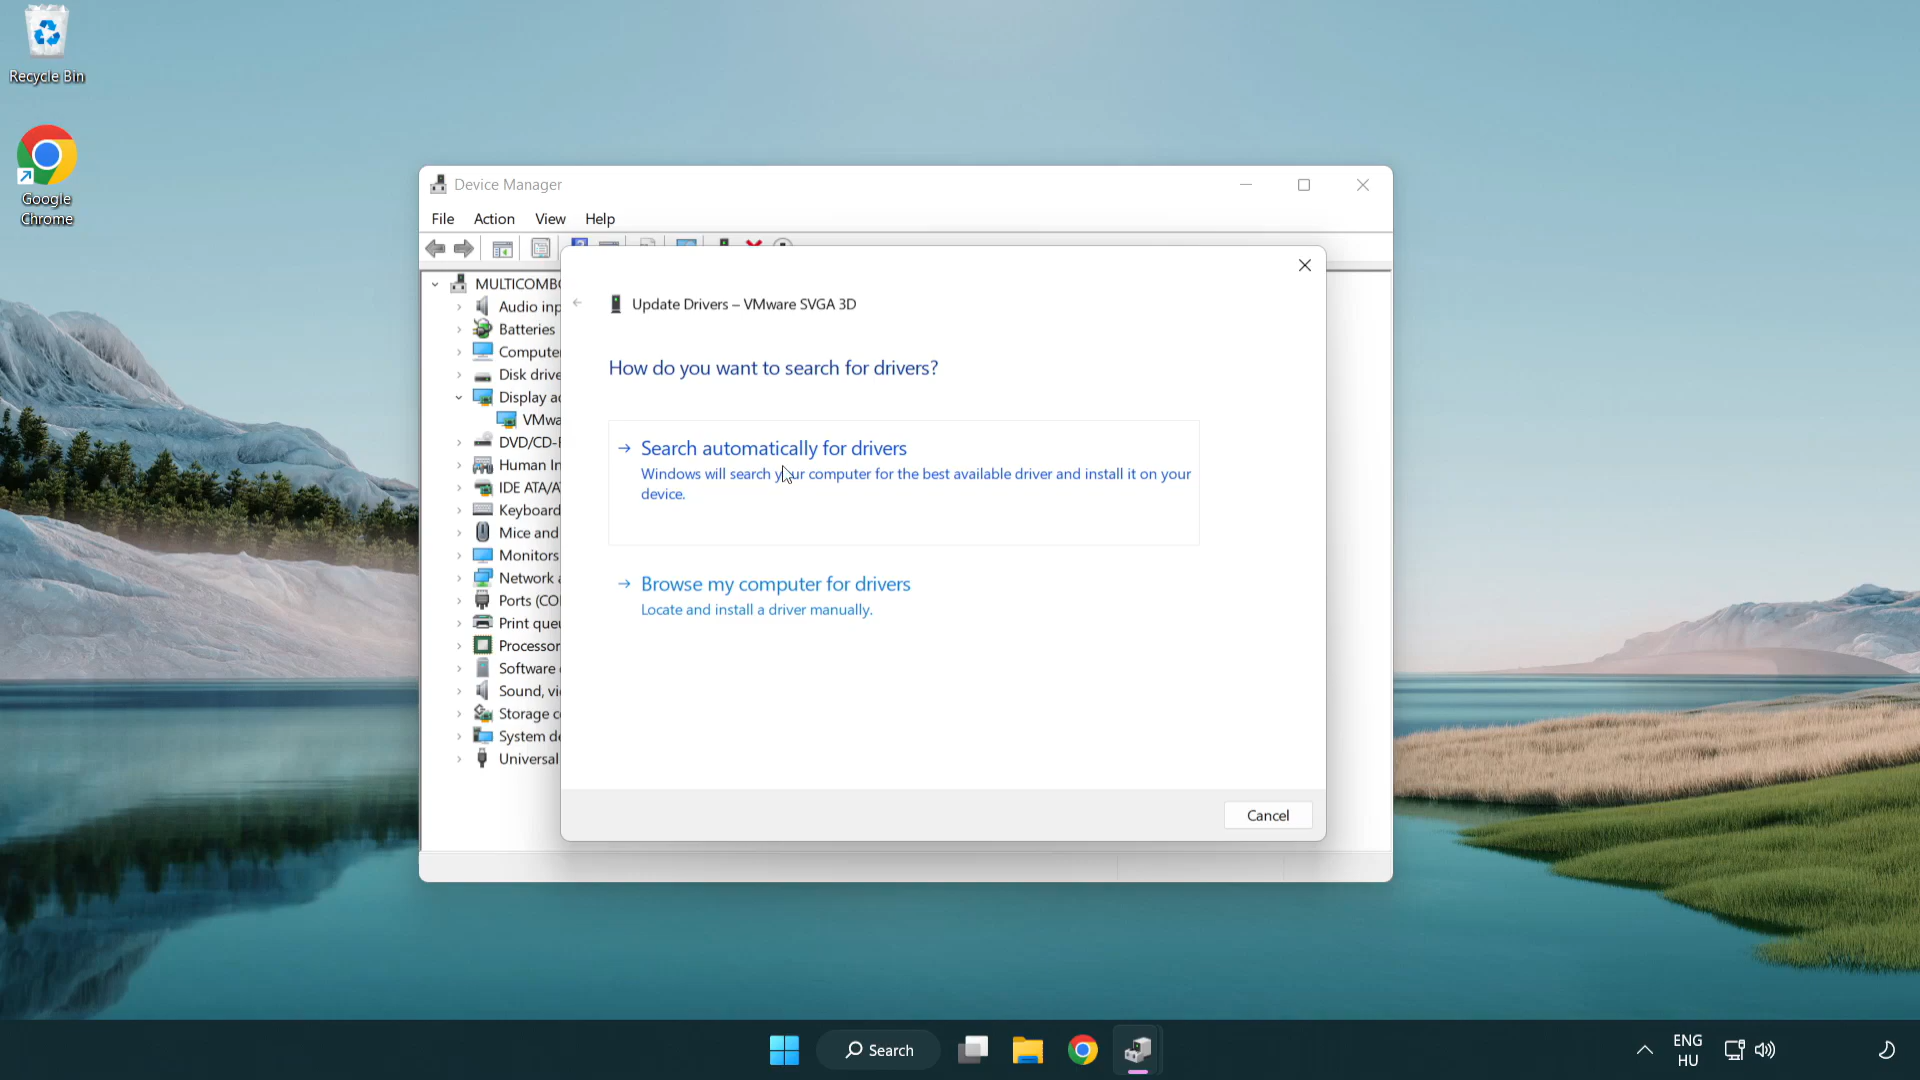 Recycle Bin
Google
Chrome
Device Manager
File Action View Help
MULTICOMBO
Audio inp
Batteries
Compute
Disk drive
Display a
VMwa
DVD/CD-
Human In
IDE ATA/A
Keyboard
Mice and
Monitors
Network a
Ports (CO
Print que
Processor
Software
Sound, vi
Storage c
System de
Universal
Update Drivers – VMware SVGA 3D
How do you want to search for drivers?
Search automatically for drivers
Windows will search your computer for the best available driver and install it on your
device.
Browse my computer for drivers
Locate and install a driver manually.
Cancel
Search
ENG
HU